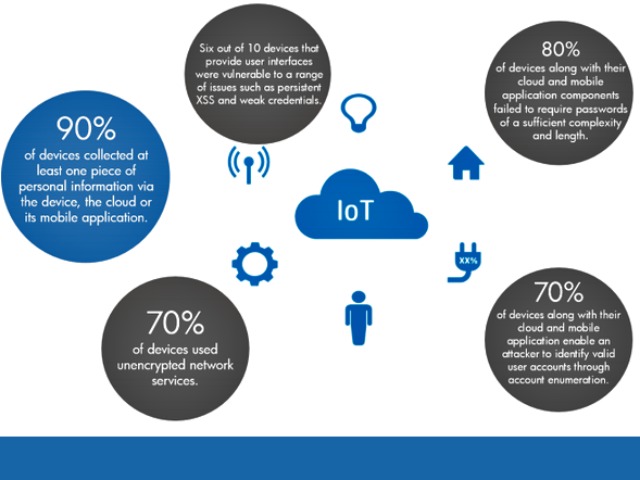 Six out of 10 devices that
provide user interfaces
were vulnerable to a range
of issues such as persistent
XSS and weak credentials.
80%
of devices along with their
cloud and mobile
application components
failed to require passwords
of a sufficient complexity
and length.
90%
of devices collected at
least one piece of
personal information via
the device, the cloud or
its mobile application.
IoT
XX%
70%
of devices used
unencrypted network
services.
70%
of devices along with their
cloud and mobile
application enable an
attacker to identify valid
user accounts through
account enumeration.